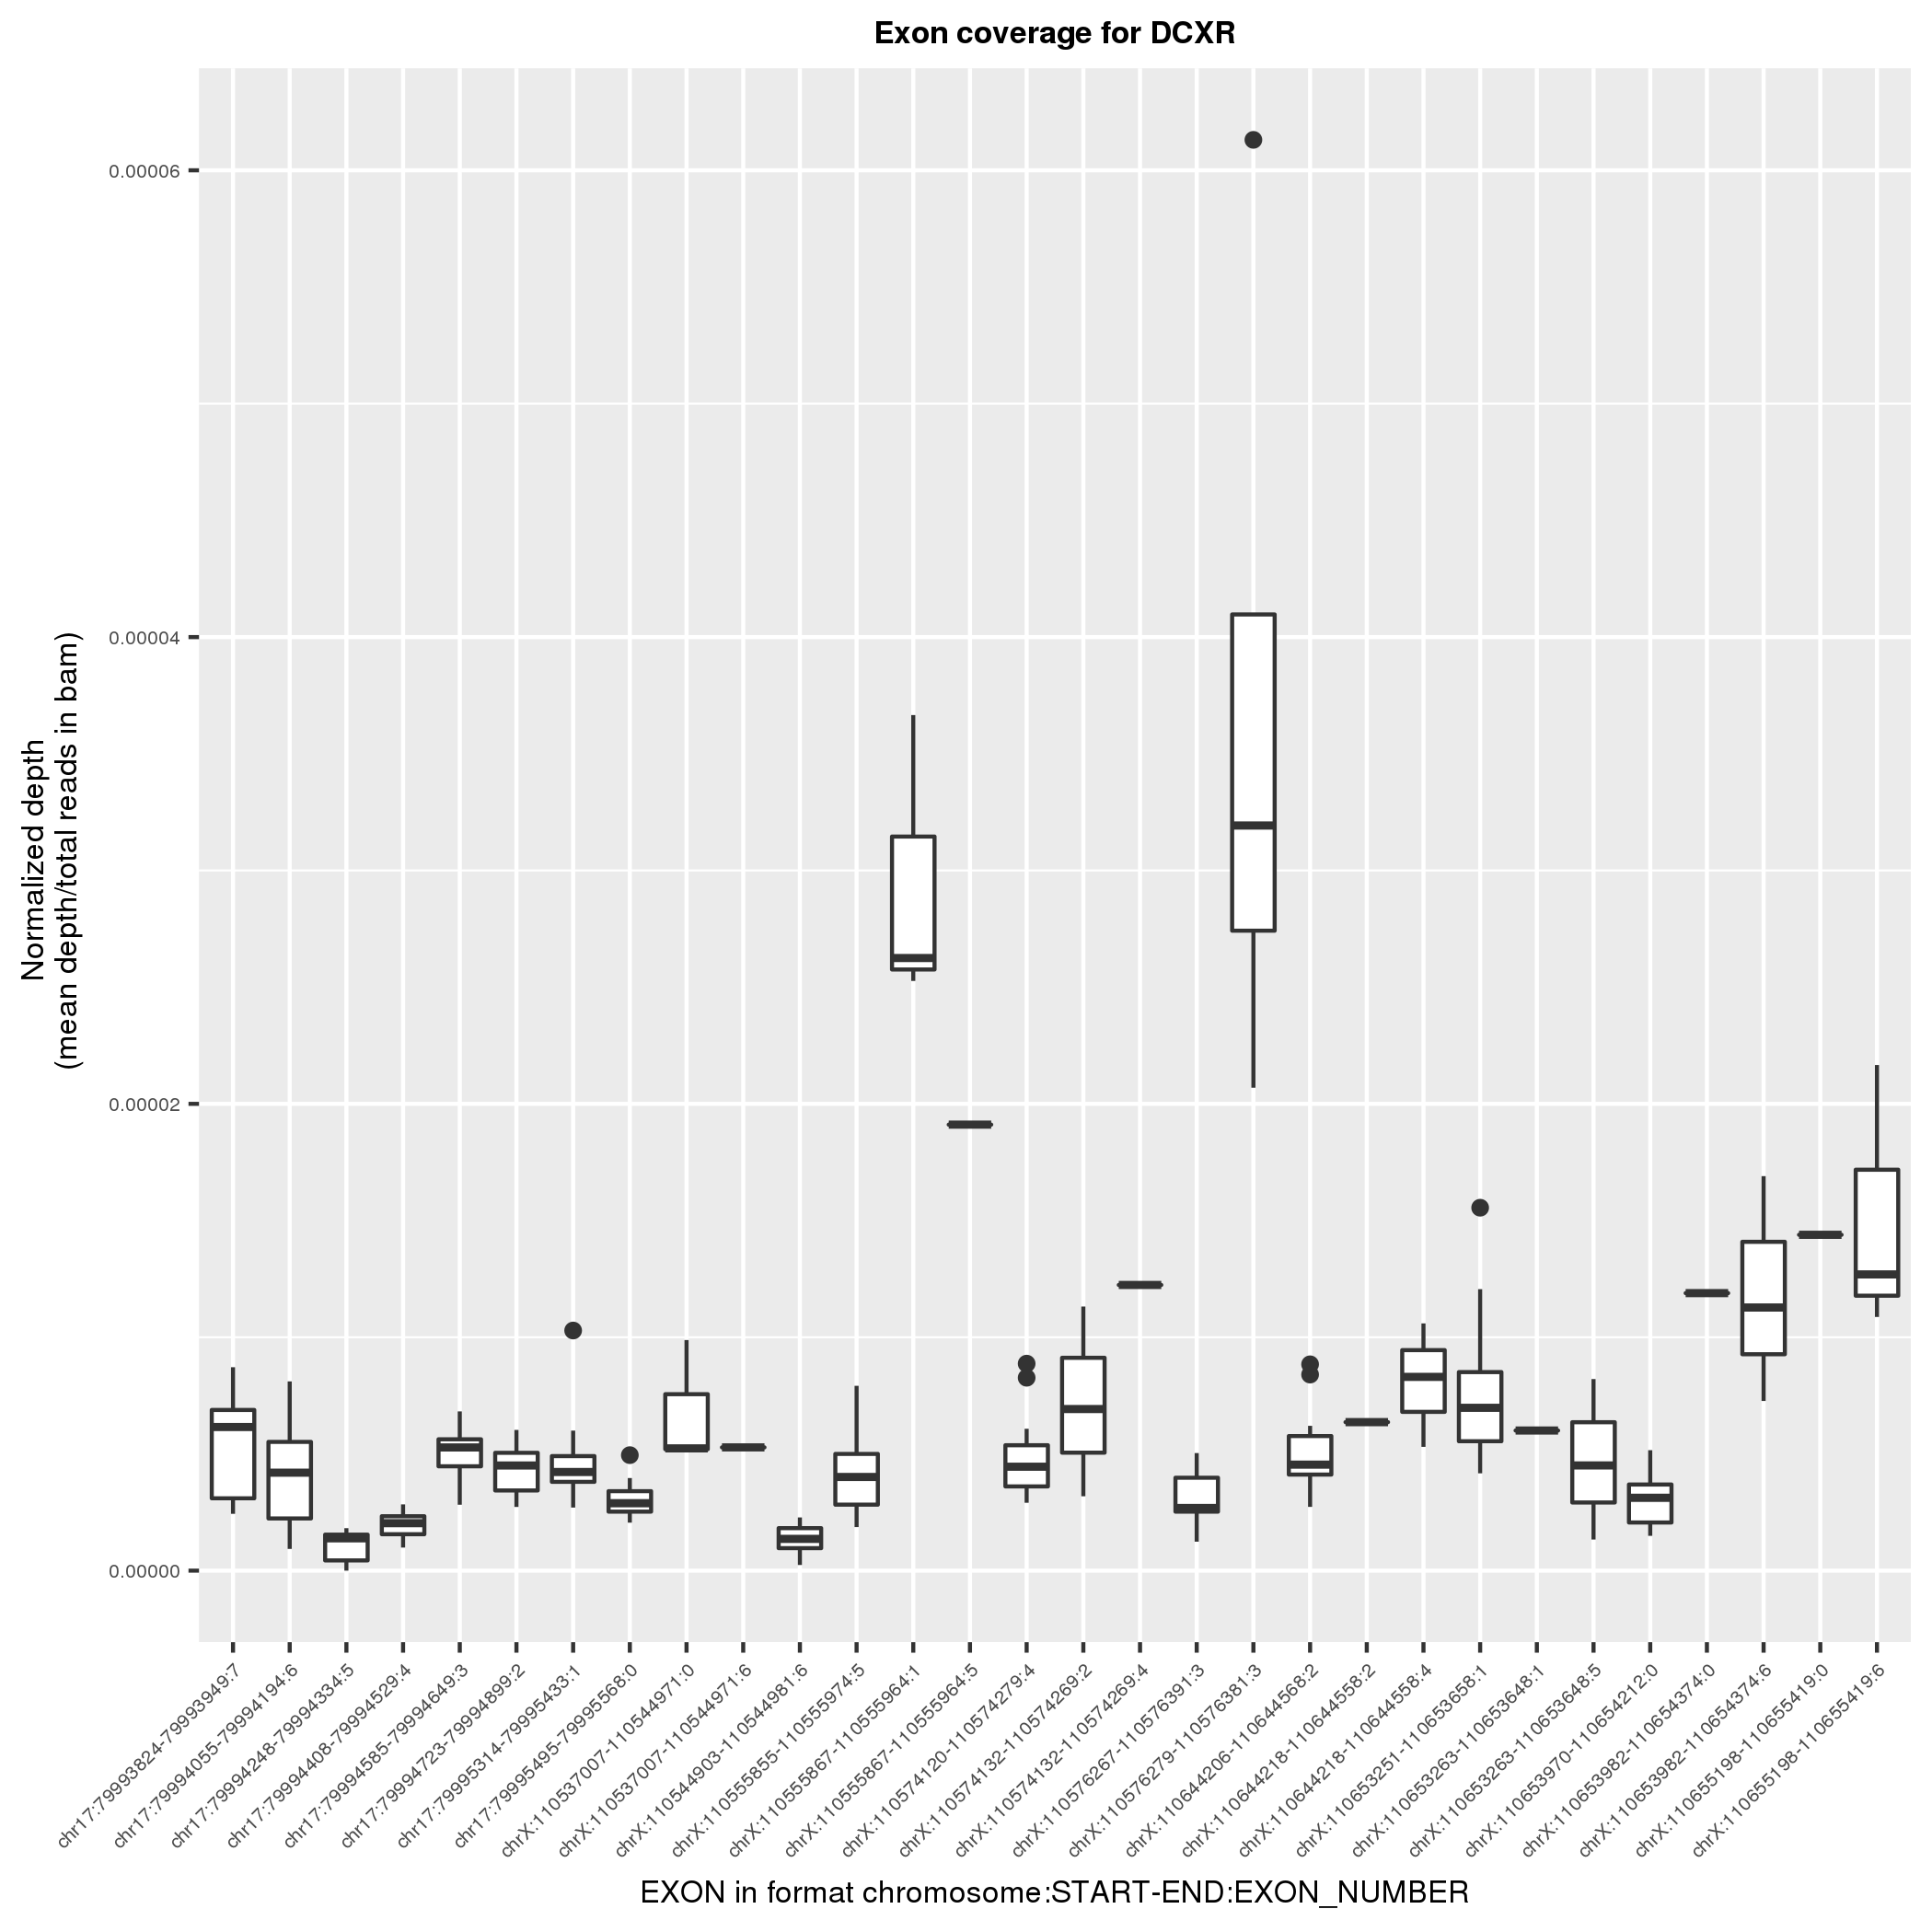 Exon coverage for DCXR
Normalized depth
(mean depth/total reads in bam)
0.00006
0.00004
0.00002
0.00000
chr17:79993824-79993949:7
chr17:79994055-79994194:6
chr17:79994248-79994334:5
chr17:79994408-79994529:4
chr17:79994585-79994649:3
chr17:79994723-79994899:2
chr17:79995314-79995433:1
chr17:79995495-79995568:0
chrX:110537007-110544971:0
chrX:110537007-110544971:6
chrX:110544903-110544981:6
chrX:110555855-110555974:5
chrX:110555867-110555964:1
chrX:110555867-110555964:5
chrX:110574120-110574279:4
chrX:110574132-110574269:2
chrX:110574132-110574269:4
chrX:110576267-110576391:3
chrX:110576279-110576381:3
chrX:110644206-110644568:2
chrX:110644218-110644558:2
chrX:110644218-110644558:4
chrX:110653251-110653658:1
chrX:110653263-110653648:1
chrX:110653263-110653648:5
chrX:110653970-110654212:0
chrX:110653982-110654374:0
chrX:110653982-110654374:6
chrX:110655198-110655419:0
chrX:110655198-110655419:6
EXON in format chromosome:START-END:EXON_NUMBER